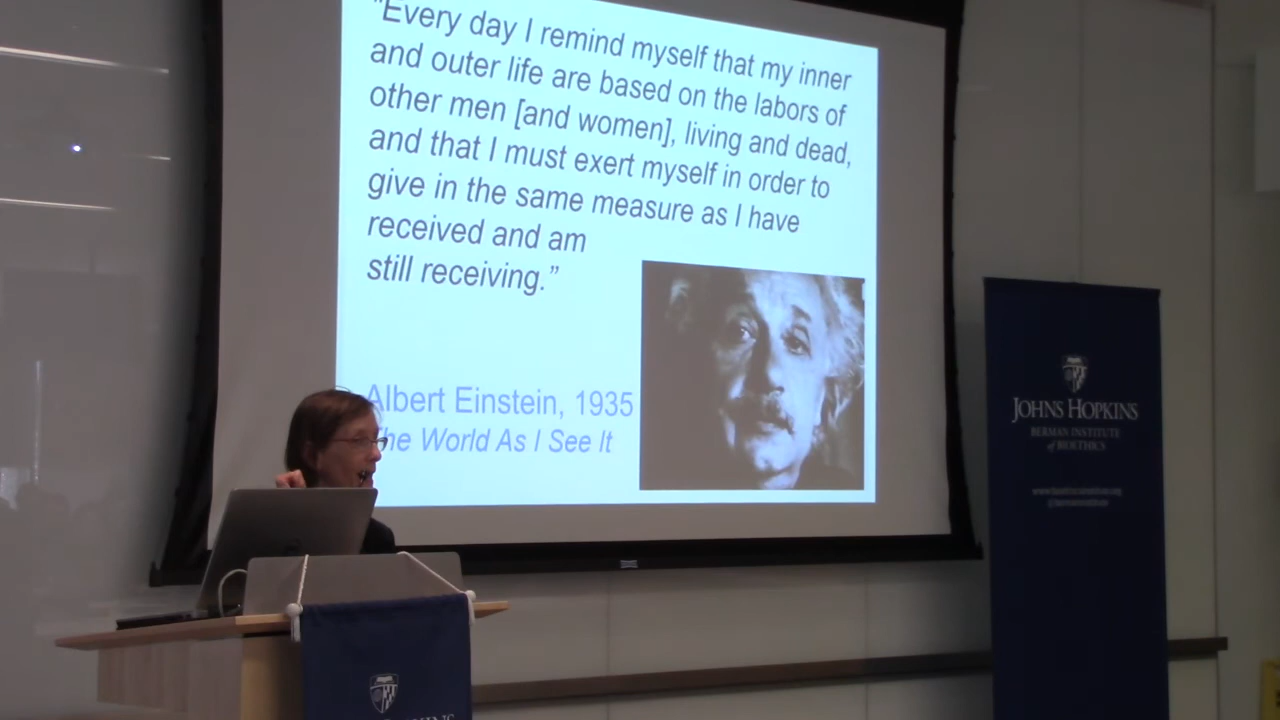 "Every day I remind myself that my inner
and outer life are based on the labors of
other men [and women], living and dead,
and that I must exert myself in order to
give in the same measure as I have
received and am
still receiving."
Albert Einstein, 1935
The World As I See It
JOHNS HOPKINS
BERMAN INSTITUTE
of BIOETHICS